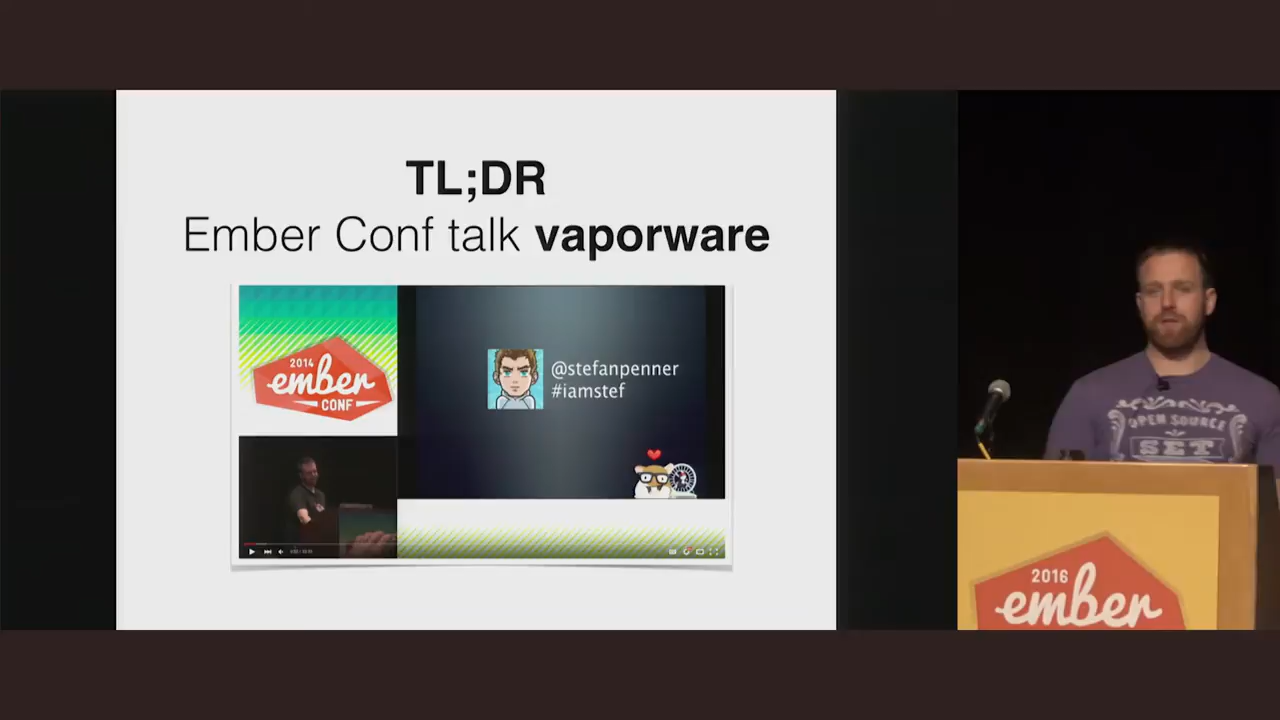 TL;DR
Ember Conf talk vaporware
2014
ember
CONF
@stefanpenner
#iamstef
OPEN SOURCE
SET
2016
ember